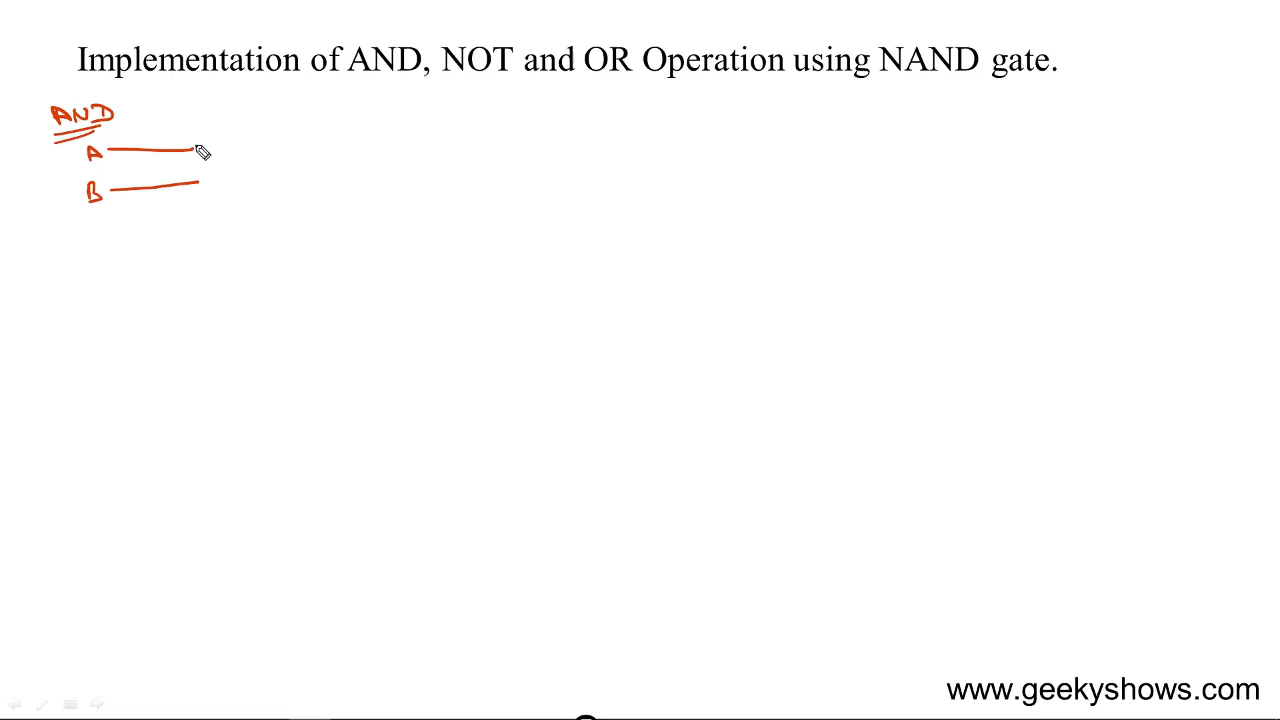 Implementation of AND, NOT and OR Operation using NAND gate.
AND
A
B
www.geekyshows.com